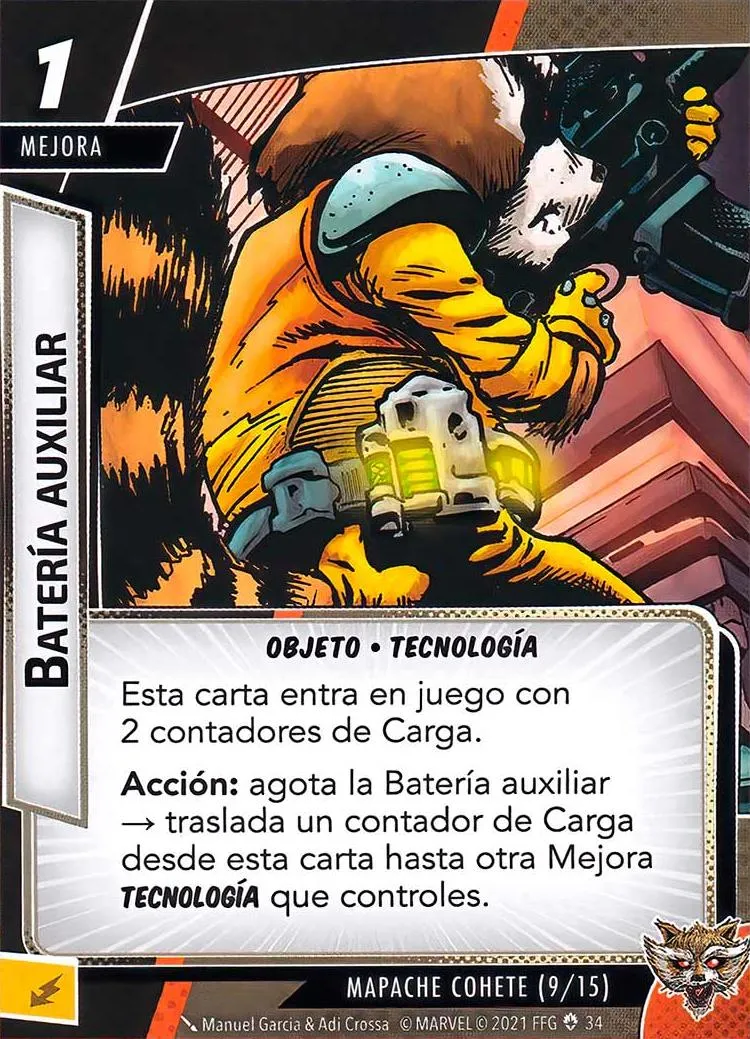 1
MEJORA
BATERÍA AUXILIAR
OBJETO • TECNOLOGÍA
Esta carta entra en juego con
2 contadores de Carga.
Acción: agota la Batería auxiliar
→ traslada un contador de Carga
desde esta carta hasta otra Mejora
TECNOLOGÍA que controles.
MAPACHE COHETE (9/15)
Manuel Garcia & Adi Crossa © MARVEL © 2021 FFG 34